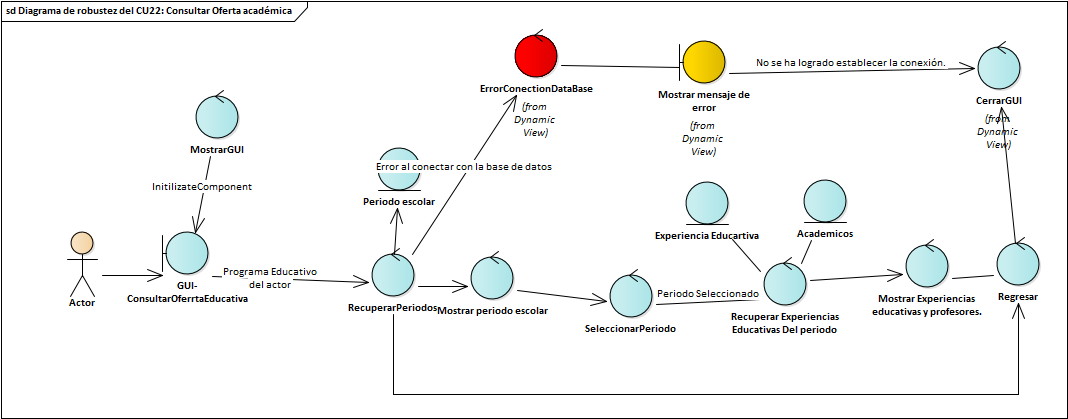 sd Diagrama de robustez del CU22: Consultar Oferta académica
ErrorConectionDataBase
(from
Dynamic
View)
Mostrar mensaje de
error
(from
Dynamic
View)
No se ha logrado establecer la conexión.
CerrarGUI
(from
Dynamic
View)
MostrarGUI
InitilizateComponent
Error al conectar con la base de datos
Periodo escolar
Experiencia Educartiva
Academicos
Actor
GUI-
ConsultarOfertaEducativa
Programa Educativo
del actor
RecuperarPeriodos
Mostrar periodo escolar
SeleccionarPeriodo
Periodo Seleccionado
Recuperar Experiencias
Educativas Del periodo
Mostrar Experiencias
educativas y profesores.
Regresar